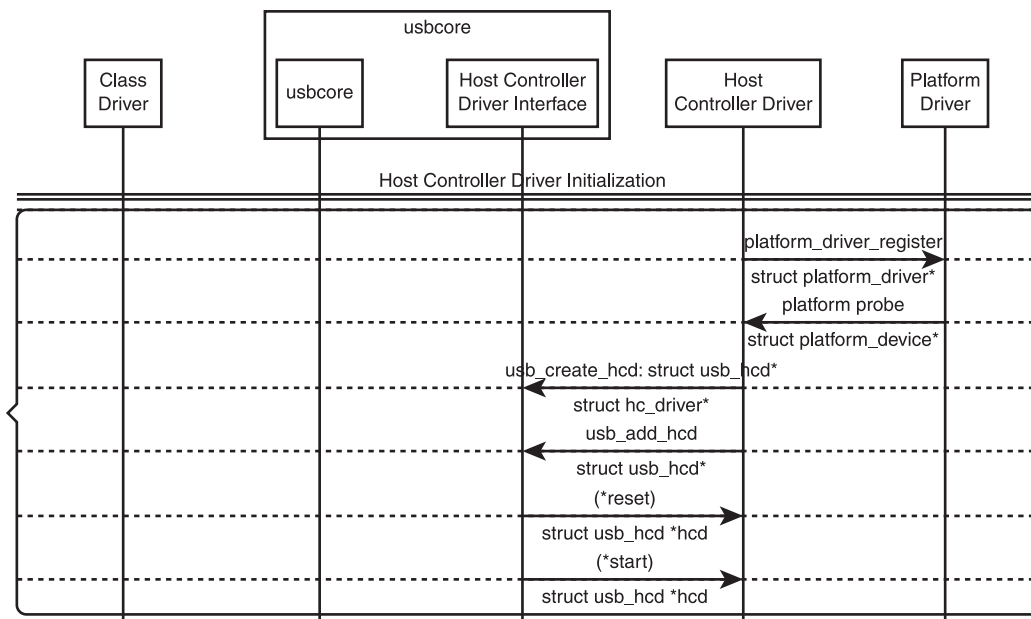 usbcore
Class
Driver
usbcore
Host Controller
Driver Interface
Host
Controller Driver
Platform
Driver
Host Controller Driver Initialization
platform_driver_register
struct platform_driver*
platform probe
struct platform_device*
usb_create_hcd: struct usb_hcd*
struct hc_driver*
usb_add_hcd
struct usb_hcd*
(*reset)
struct usb_hcd *hcd
(*start)
struct usb_hcd *hcd